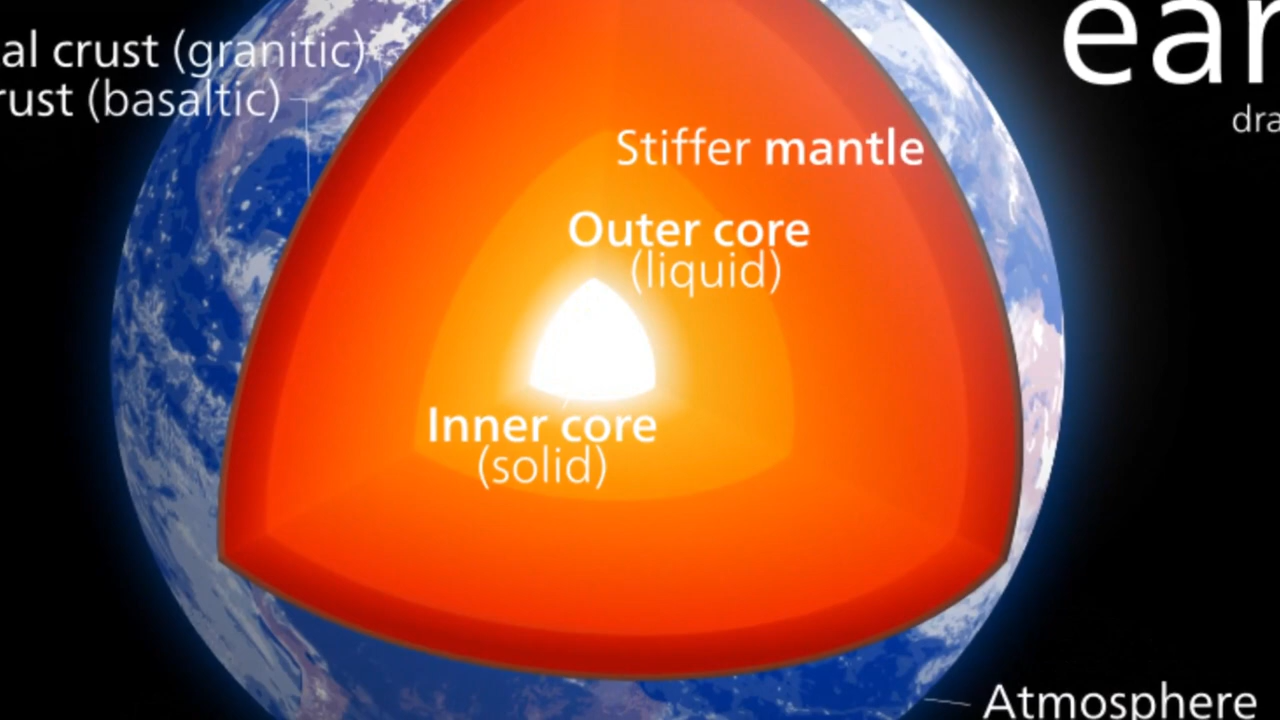 al crust (granitic)
rust (basaltic)
ear
dra
Stiffer mantle
Outer core
(liquid)
Inner core
(solid)
Atmosphere